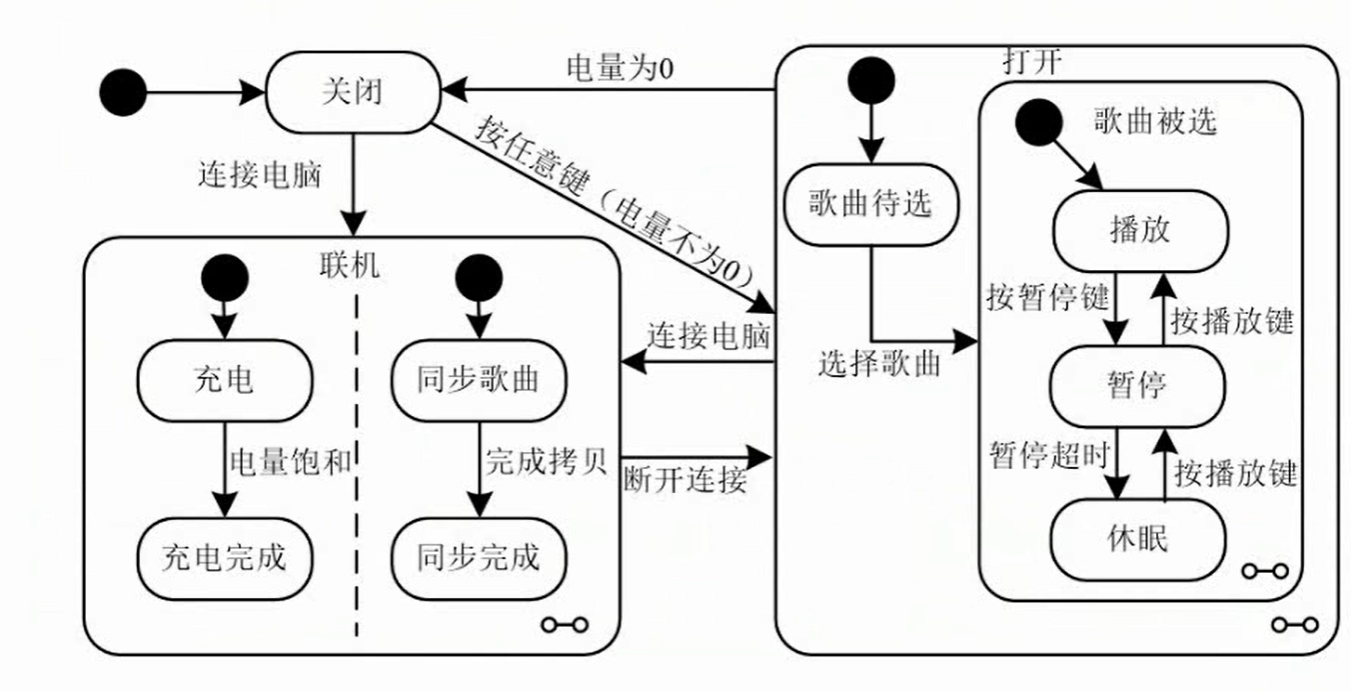 关闭
电量为0
打开
歌曲被选
按任意键（电量不为0）
连接电脑
歌曲待选
播放
联机
按暂停键
按播放键
连接电脑
选择歌曲
充电
同步歌曲
暂停
电量饱和
完成拷贝
断开连接
暂停超时
按播放键
充电完成
同步完成
休眠